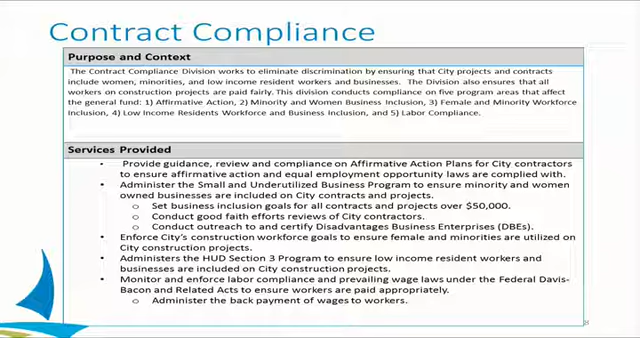 Contract Compliance
Purpose and Context
The Contract Compliance Division works to eliminate discrimination by ensuring that City projects and contracts
include women, minorities, and low income resident workers and businesses. The Division also ensures that all
workers on construction projects are paid fairly. This division conducts compliance on five program areas that affect
the general fund: 1) Affirmative Action, 2) Minority and Women Business Inclusion, 3) Female and Minority Workforce
Inclusion, 4) Low Income Residents Workforce and Business Inclusion, and 5) Labor Compliance.
Services Provided
• Provide guidance, review and compliance on Affirmative Action Plans for City contractors
to ensure affirmative action and equal employment opportunity laws are complied with.
• Administer the Small and Underutilized Business Program to ensure minority and women
owned businesses are included on City contracts and projects.
o Set business inclusion goals for all contracts and projects over $50,000.
o Conduct good faith efforts reviews of City contractors.
o Conduct outreach to and certify Disadvantages Business Enterprises (DBEs).
• Enforce City's construction workforce goals to ensure female and minorities are utilized on
City construction projects.
• Administers the HUD Section 3 Program to ensure low income resident workers and
businesses are included on City construction projects.
• Monitor and enforce labor compliance and prevailing wage laws under the Federal Davis-
Bacon and Related Acts to ensure workers are paid appropriately.
o Administer the back payment of wages to workers.
8